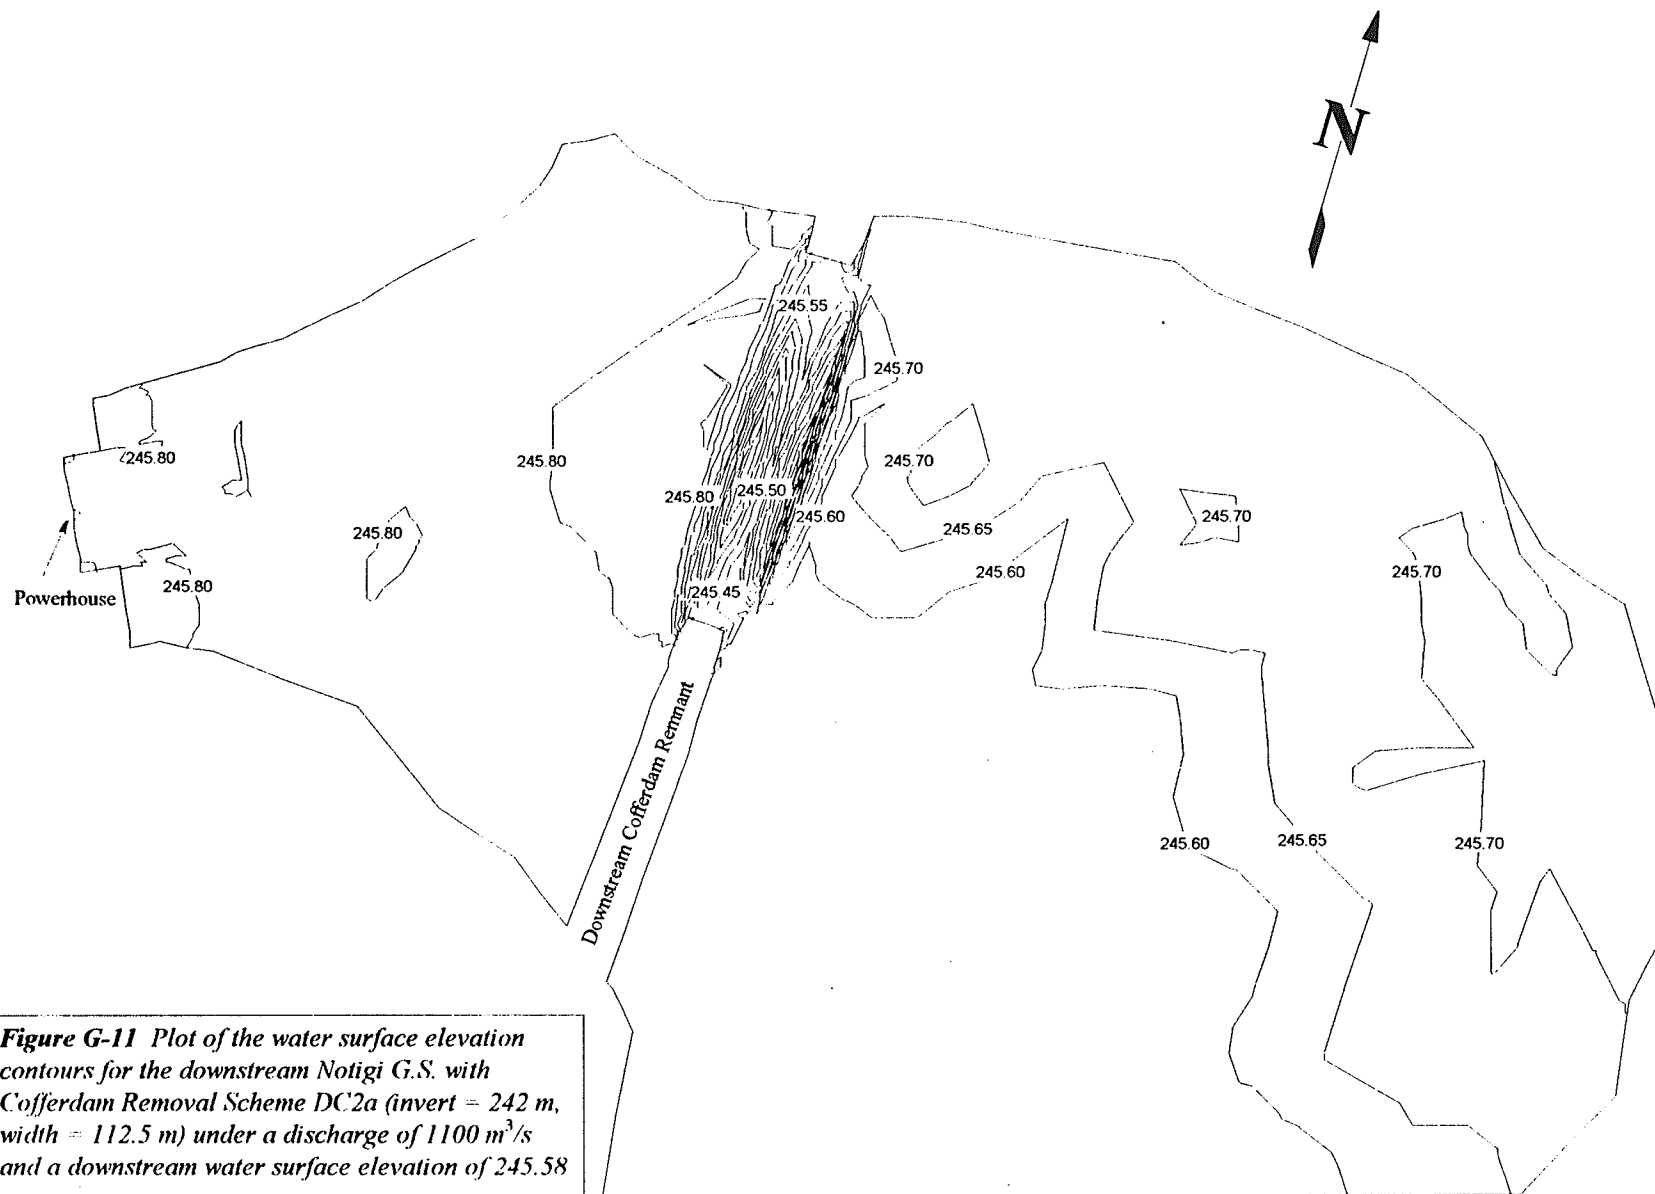 N
245.55
245.70
245.80
245.80
245.70
245.80
245.50
245.60
245.65
245.70
245.80
245.60
245.70
245.80
245.45
Powerhouse
Downstream Cofferdam Remnant
245.60
245.65
245.70
Figure G-11 Plot of the water surface elevation
contours for the downstream Notigi G.S. with
Cofferdam Removal Scheme DC2a (invert = 242 m,
width = 112.5 m) under a discharge of 1100 m³/s
and a downstream water surface elevation of 245.58